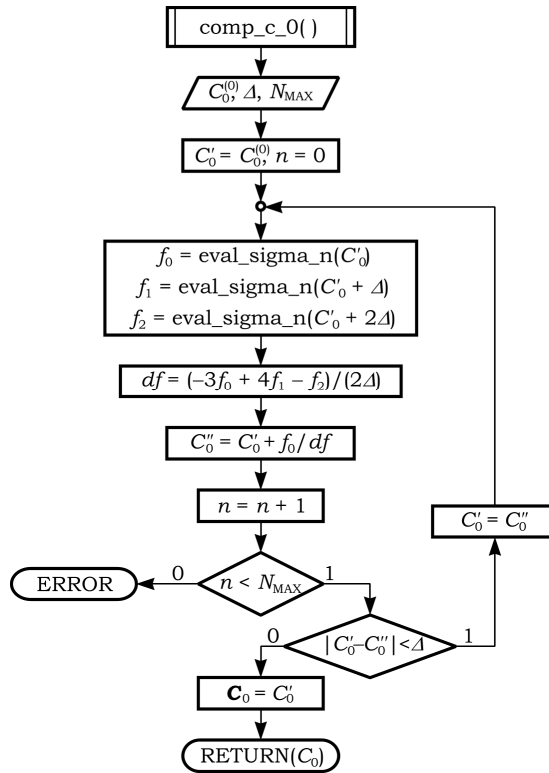 comp_c_0( )
C₀⁽⁰⁾, Δ, N_MAX
C′₀ = C₀⁽⁰⁾, n = 0
f₀ = eval_sigma_n(C′₀)
f₁ = eval_sigma_n(C′₀ + Δ)
f₂ = eval_sigma_n(C′₀ + 2Δ)
df = (−3f₀ + 4f₁ − f₂)/(2Δ)
C″₀ = C′₀ + f₀/df
n = n + 1
C′₀ = C″₀
ERROR
0
n < N_MAX
1
0
|C′₀−C″₀|<Δ
1
C₀ = C′₀
RETURN(C₀)